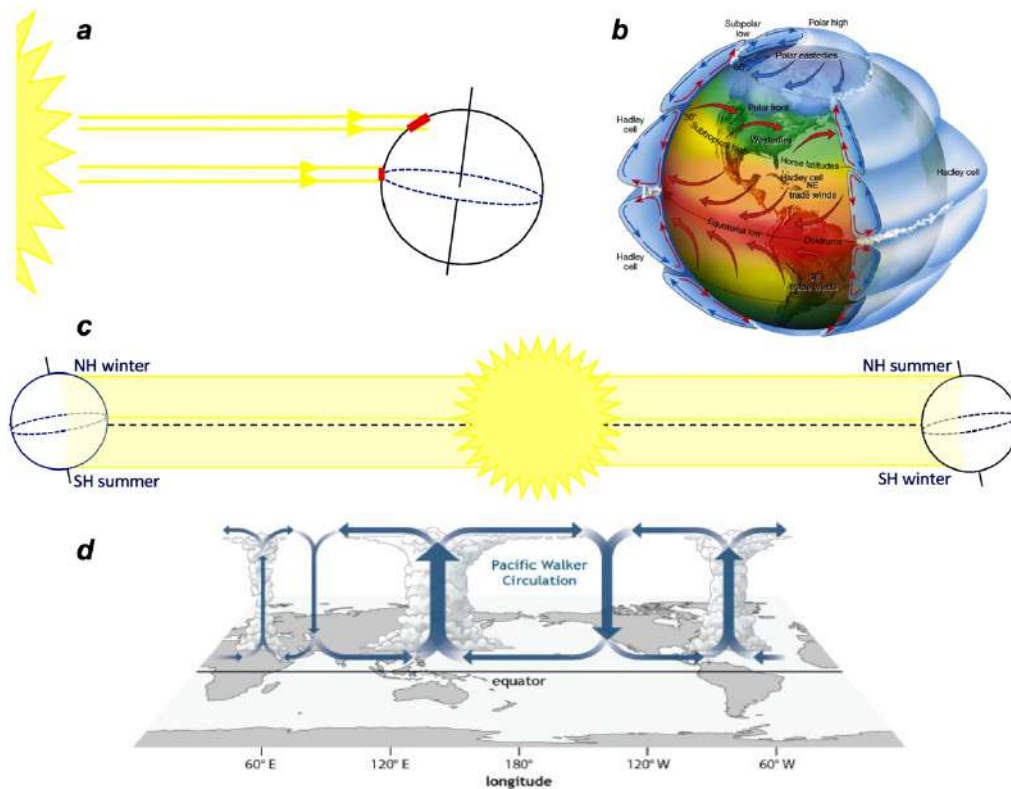 a
b
Subpolar
low
Polar high
Polar easterlies
60°
Polar front
Hadley
cell
30°
Subtropical high
Westerlies
Horse latitudes
Hadley cell
Hadley cell
NE
trade winds
Equatorial low
Doldrums
Hadley
cell
trade winds
c
NH winter
SH summer
NH summer
SH winter
d
Pacific Walker
Circulation
equator
60° E
120° E
180°
120° W
60° W
longitude